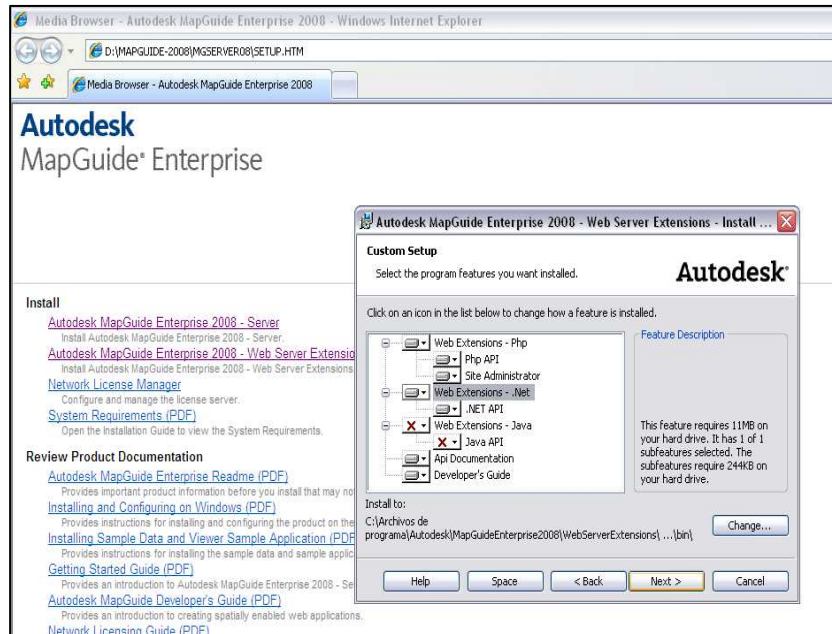 Media Browser - Autodesk MapGuide Enterprise 2008 - Windows Internet Explorer
D:\MAPGUIDE-2008\MGSERVER08\SETUP.HTM
Media Browser - Autodesk MapGuide Enterprise 2008
Autodesk
MapGuide® Enterprise
Install
Autodesk MapGuide Enterprise 2008 - Server
Install Autodesk MapGuide Enterprise 2008 - Server.
Autodesk MapGuide Enterprise 2008 - Web Server Extensio
Install Autodesk MapGuide Enterprise 2008 - Web Server Extensions
Network License Manager
Configure and manage the license server.
System Requirements (PDF)
Open the Installation Guide to view the System Requirements.
Review Product Documentation
Autodesk MapGuide Enterprise Readme (PDF)
Provides important product information before you install that may no
Installing and Configuring on Windows (PDF)
Provides instructions for installing and configuring the product on the
Installing Sample Data and Viewer Sample Application (PDF
Provides instructions for installing the sample data and sample applic
Getting Started Guide (PDF)
Provides an introduction to Autodesk MapGuide Enterprise 2008 - Se
Autodesk MapGuide Developer's Guide (PDF)
Provides an introduction to creating spatially enabled web applications.
Network Licensing Guide (PDF)
Autodesk MapGuide Enterprise 2008 - Web Server Extensions - Install ...
Custom Setup
Select the program features you want installed.
Autodesk®
Click on an icon in the list below to change how a feature is installed.
Web Extensions - Php
Php API
Site Administrator
Web Extensions - .Net
.NET API
Web Extensions - Java
Java API
Api Documentation
Developer's Guide
Feature Description
This feature requires 11MB on
your hard drive. It has 1 of 1
subfeatures selected. The
subfeatures require 244KB on
your hard drive.
Install to:
C:\Archivos de
programa\Autodesk\MapGuideEnterprise2008\WebServerExtensions\ ...\bin\
Change...
Help
Space
< Back
Next >
Cancel